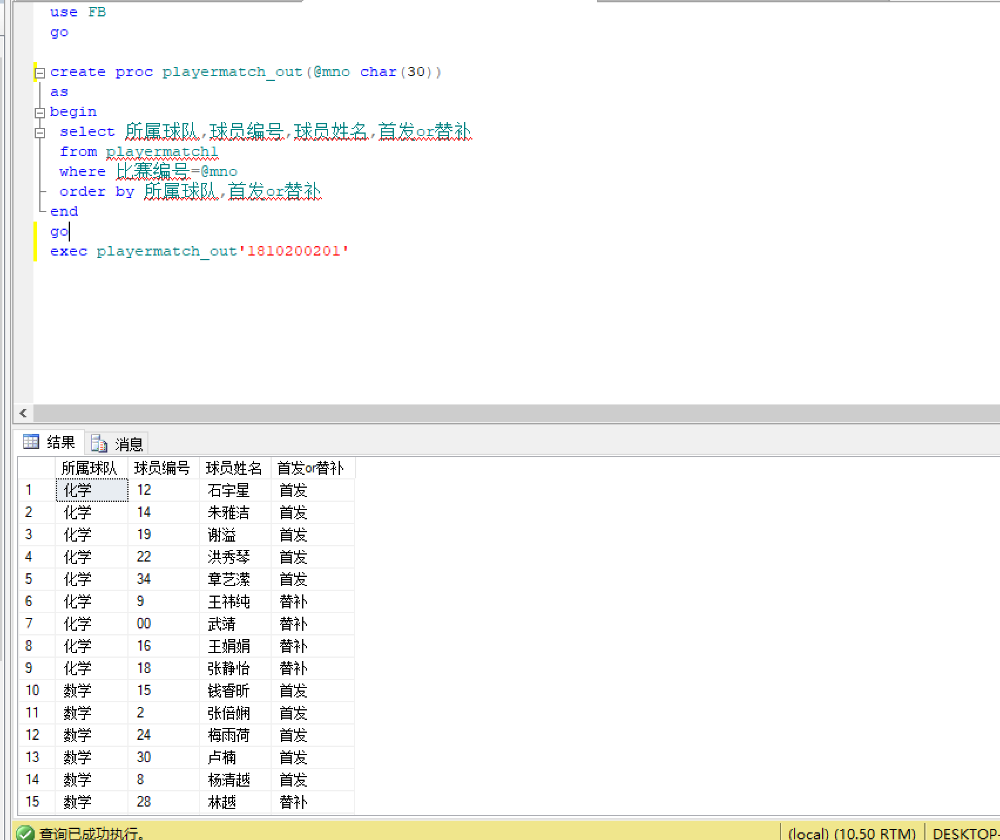 use FB
go
create proc playermatch_out(@mno char(30))
as
begin
select 所属球队,球员编号,球员姓名,首发or替补
from playermatch1
where 比赛编号=@mno
order by 所属球队,首发or替补
end
go
exec playermatch_out'1810200201'
结果 消息
所属球队 球员编号 球员姓名 首发or替补
1 化学 12 石宇星 首发
2 化学 14 朱雅洁 首发
3 化学 19 谢溢 首发
4 化学 22 洪秀琴 首发
5 化学 34 章艺潆 首发
6 化学 9 王祎纯 替补
7 化学 00 武靖 替补
8 化学 16 王娟娟 替补
9 化学 18 张静怡 替补
10 数学 15 钱睿昕 首发
11 数学 2 张倍娴 首发
12 数学 24 梅雨荷 首发
13 数学 30 卢楠 首发
14 数学 8 杨清越 首发
15 数学 28 林越 替补
查询已成功执行。 (local) (10.50 RTM) DESKTOP-